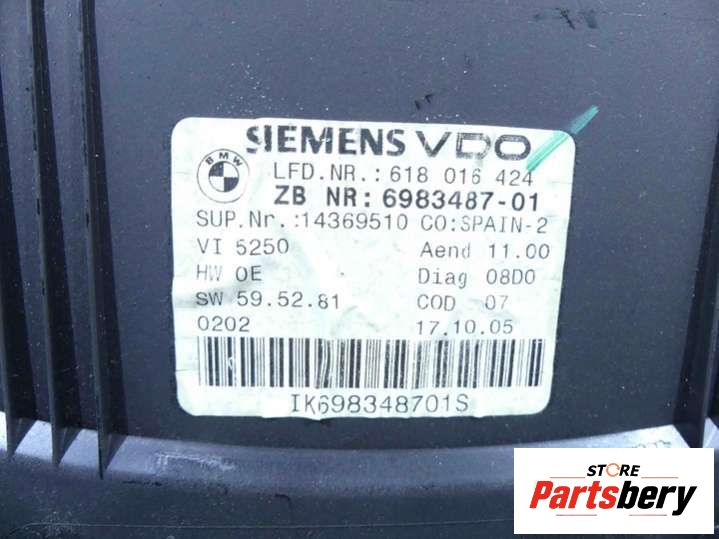 SIEMENS VDO
BMW
LFD.NR.:618 016 424
ZB NR:6983487-01
SUP.Nr.:14369510 CO:SPAIN-2
VI 5250 Aend 11.00
HW OE Diag 08D0
SW 59.52.81 COD 07
0202 17.10.05
IK698348701S
STORE
Partsbery